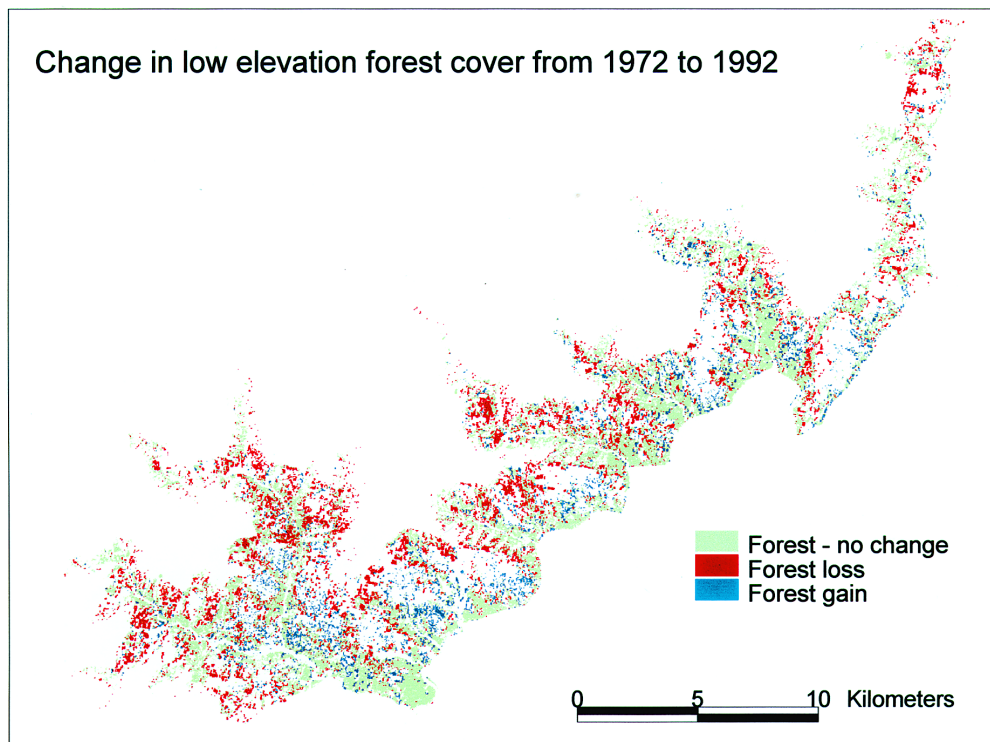 Change in low elevation forest cover from 1972 to 1992
Forest - no change
Forest loss
Forest gain
0 5 10 Kilometers